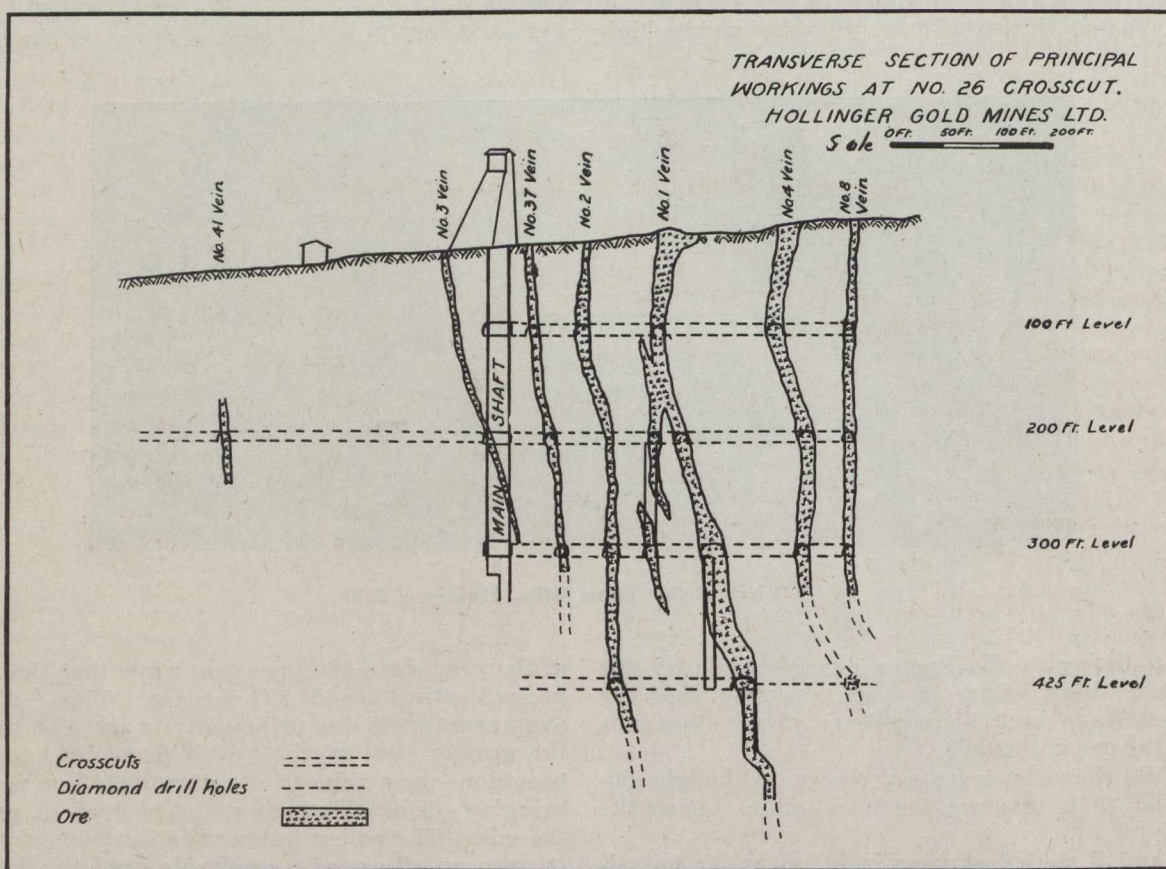 TRANSVERSE SECTION OF PRINCIPAL
WORKINGS AT NO. 26 CROSSCUT.
HOLLINGER GOLD MINES LTD.
Scale 0FT. 50FT. 100FT. 200FT.
No. 41 Vein
No. 3 Vein
No. 37 Vein
No. 2 Vein
No. 1 Vein
No. 4 Vein
No. 8
Vein
100 Ft Level
MAIN SHAFT
200 Ft. Level
300 Ft. Level
425 Ft. Level
Crosscuts
Diamond drill holes
Ore